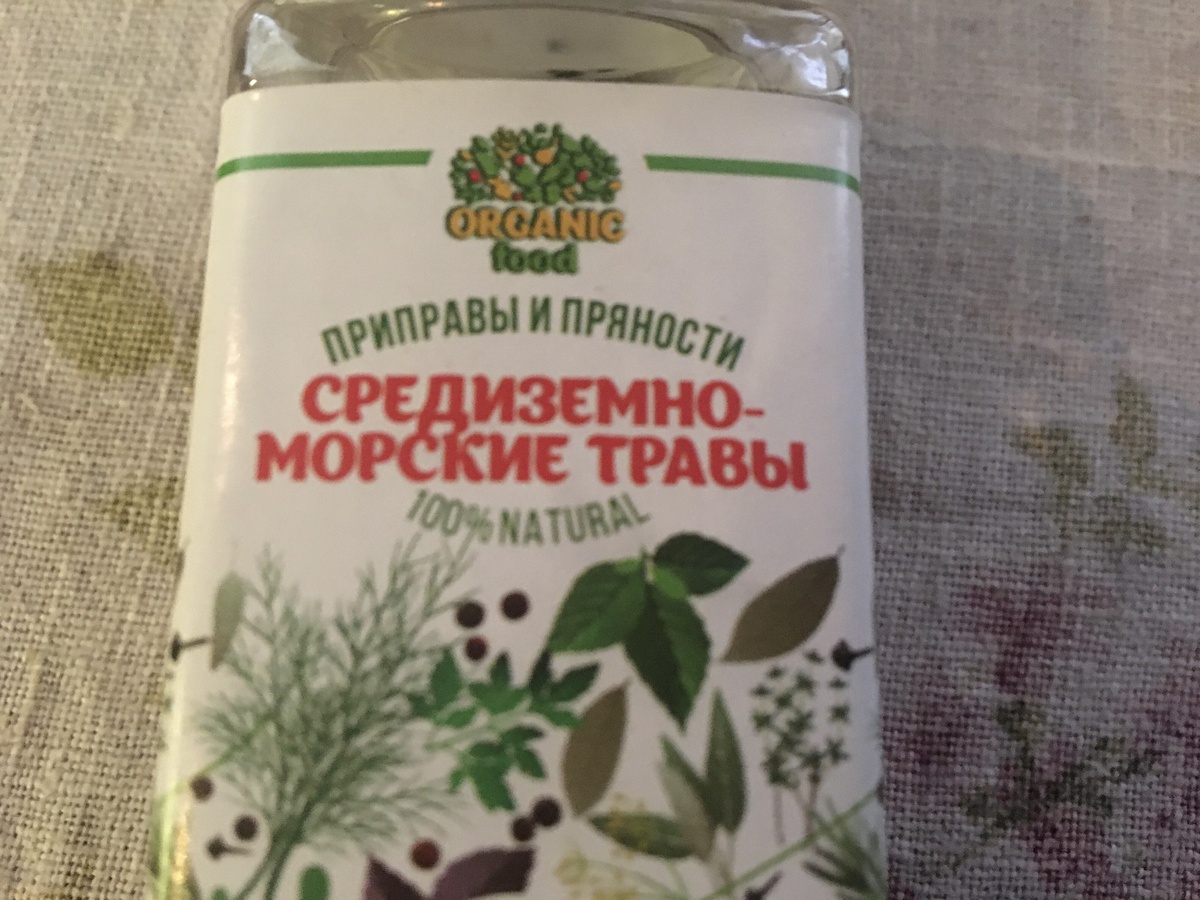 ORGANIC
food
ПРИПРАВЫ И ПРЯНОСТИ
СРЕДИЗЕМНО-
МОРСКИЕ ТРАВЫ
100% NATURAL